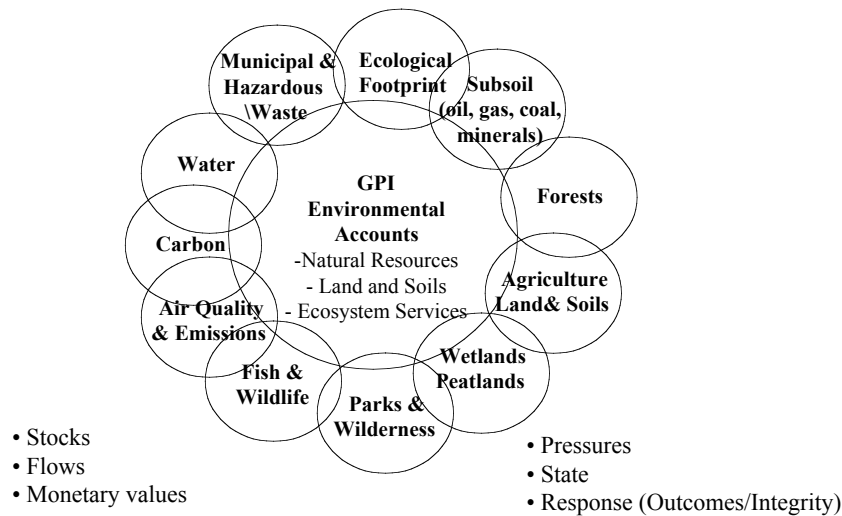 Municipal &
Hazardous
\Waste
Ecological
Footprint
Subsoil
(oil, gas, coal,
minerals)
Water
Forests
GPI
Environmental
Accounts
-Natural Resources
- Land and Soils
- Ecosystem Services
Carbon
Agriculture
Land& Soils
Air Quality
& Emissions
Wetlands
Peatlands
Fish &
Wildlife
Parks &
Wilderness
• Stocks
• Flows
• Monetary values
• Pressures
• State
• Response (Outcomes/Integrity)